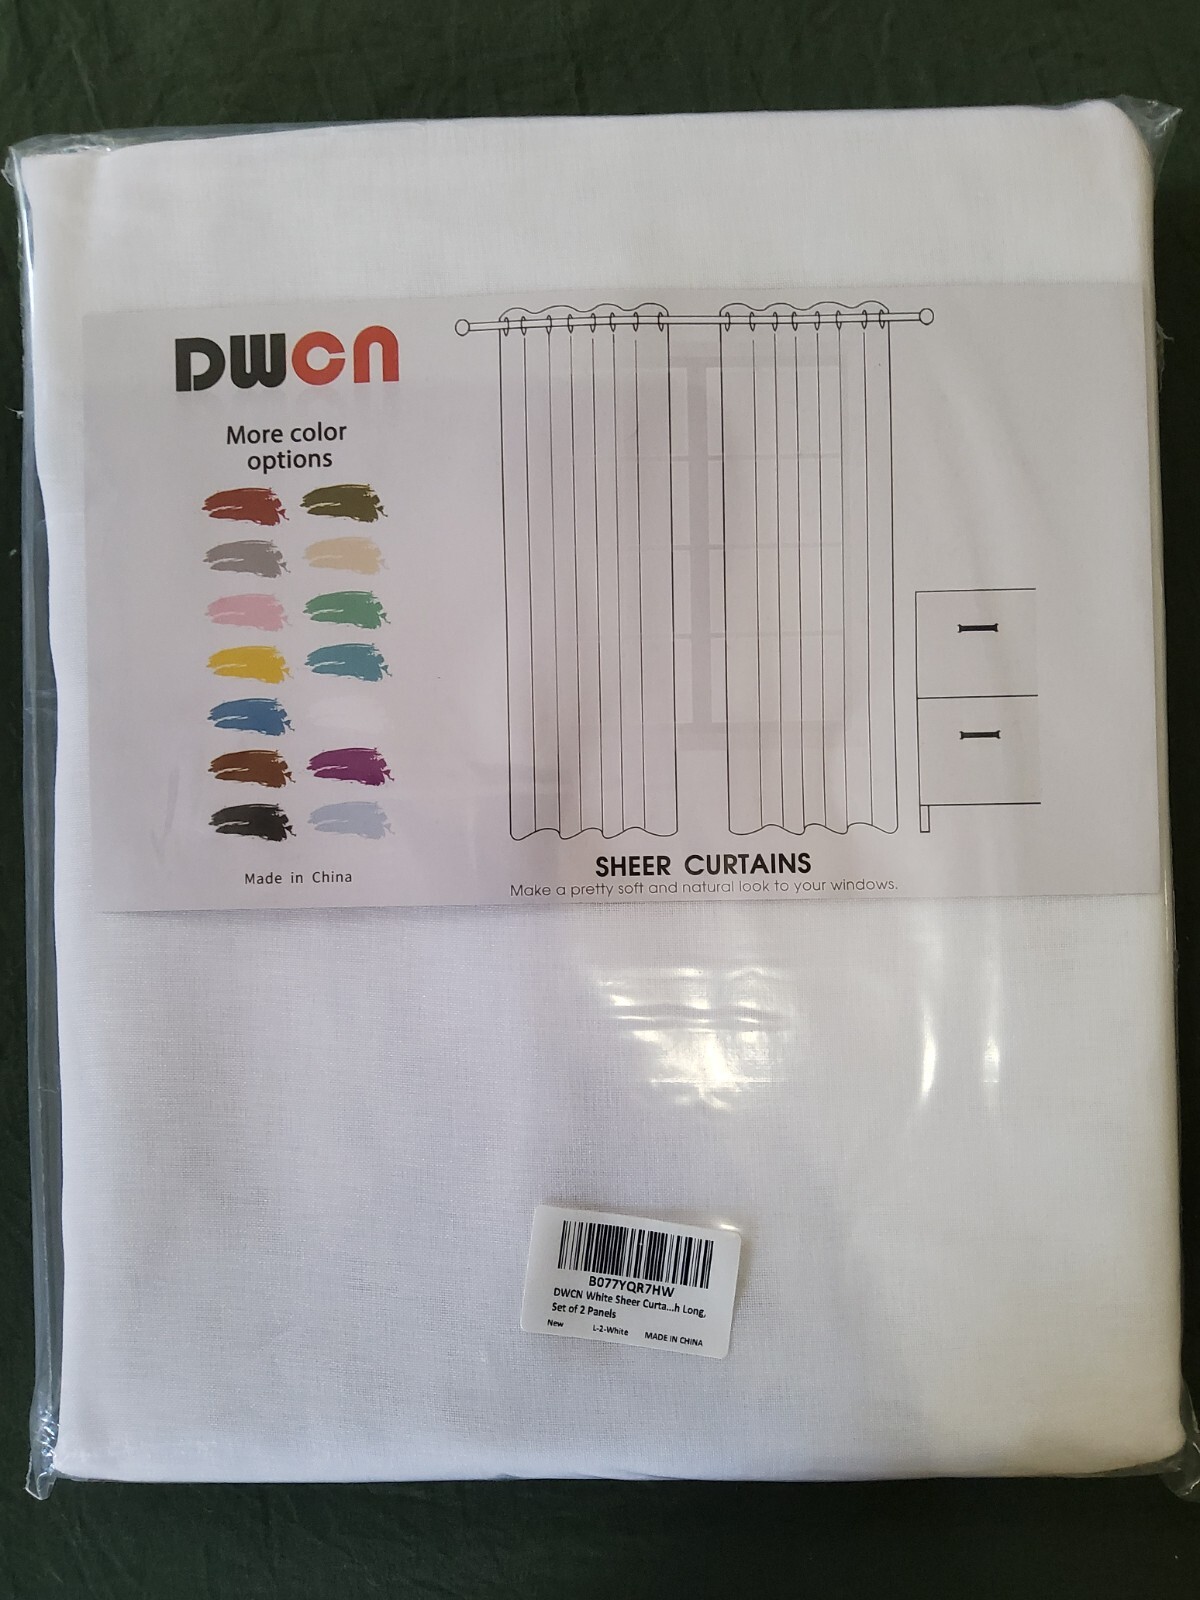 DWCN
More color
options
Made in China
SHEER CURTAINS
Make a pretty soft and natural look to your windows.
B077YQR7HW
DWCN White Sheer Curta...h Long,
Set of 2 Panels
New L-2-White MADE IN CHINA